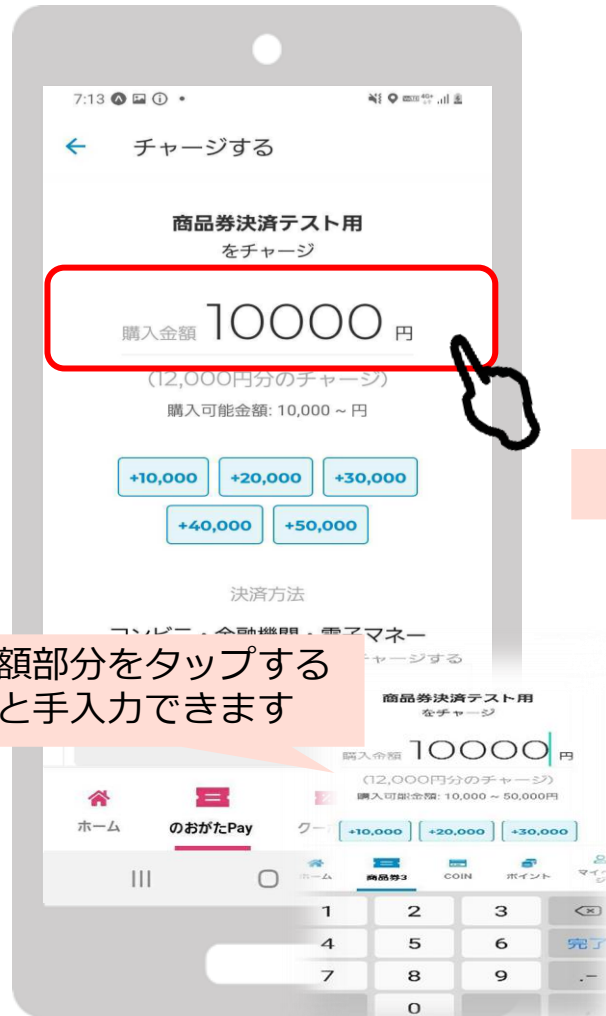 7:13
チャージする
商品券決済テスト用
をチャージ
購入金額 10000 円
(12,000円分のチャージ)
購入可能金額: 10,000 ~ 円
+10,000 +20,000 +30,000
+40,000 +50,000
決済方法
コンビニ・金融機関・電子マネー
額部分をタップする
と手入力できます
ホーム のおがたPay クー
チャージする
商品券決済テスト用
をチャージ
購入金額 10000 円
(12,000円分のチャージ)
購入可能金額: 10,000 ~ 50,000円
+10,000 +20,000 +30,000
ホーム 商品券3 COIN ポイント マイペ
1 2 3
4 5 6 完了
7 8 9 .-
0